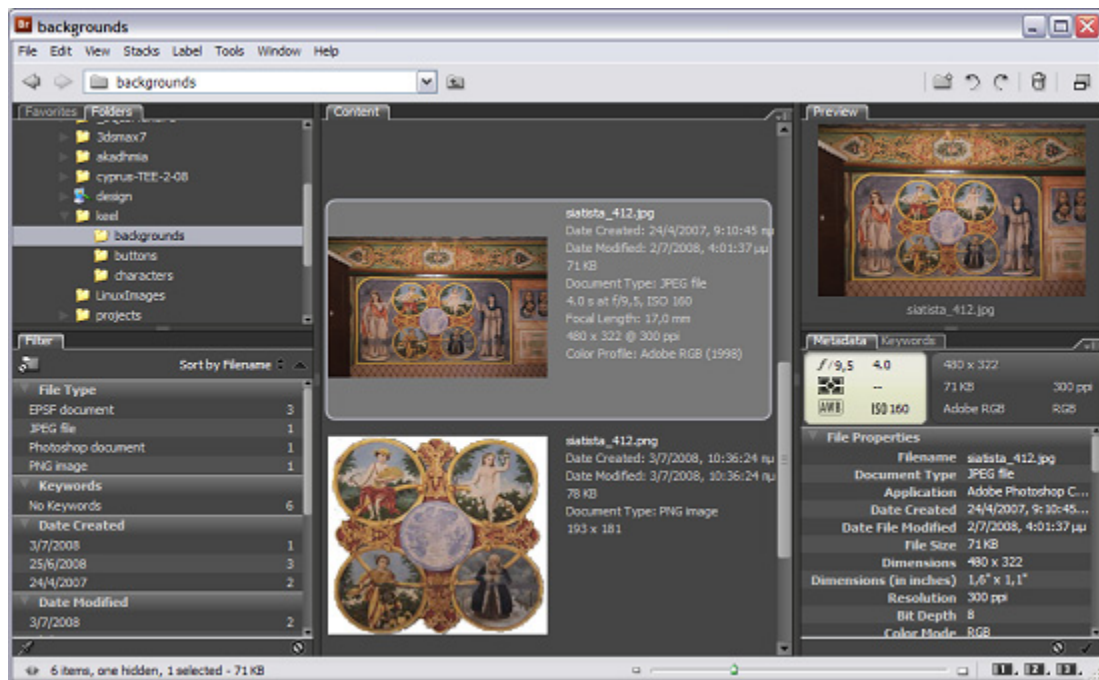 Br backgrounds
File Edit View Stacks Label Tools Window Help
backgrounds
Favorites Folders
3dsmax7
akadhmia
cyprus-TEE-2-08
design
keel
backgrounds
buttons
characters
LinuxImages
projects
Filter
Sort by Filename
File Type
EPSF document 3
JPEG file 1
Photoshop document 1
PNG image 1
Keywords
No Keywords 6
Date Created
3/7/2008 1
25/6/2008 3
24/4/2007 2
Date Modified
3/7/2008 2
Content
siatista_412.jpg
Date Created: 24/4/2007, 9:10:45 πμ
Date Modified: 2/7/2008, 4:01:37 μμ
71 KB
Document Type: JPEG file
4.0 s at f/9,5, ISO 160
Focal Length: 17,0 mm
480 x 322 @ 300 ppi
Color Profile: Adobe RGB (1998)
siatista_412.png
Date Created: 3/7/2008, 10:36:24 πμ
Date Modified: 3/7/2008, 10:36:24 πμ
78 KB
Document Type: PNG image
193 x 181
Preview
siatista_412.jpg
Metadata Keywords
f/9,5 4.0 480 x 322
-- 71 KB 300 ppi
AWB ISO 160 Adobe RGB RGB
File Properties
Filename siatista_412.jpg
Document Type JPEG file
Application Adobe Photoshop C...
Date Created 24/4/2007, 9:10:45...
Date File Modified 2/7/2008, 4:01:37 μμ
File Size 71 KB
Dimensions 480 x 322
Dimensions (in inches) 1,6" x 1,1"
Resolution 300 ppi
Bit Depth 8
Color Mode RGB
6 items, one hidden, 1 selected - 71 KB
1 2 3